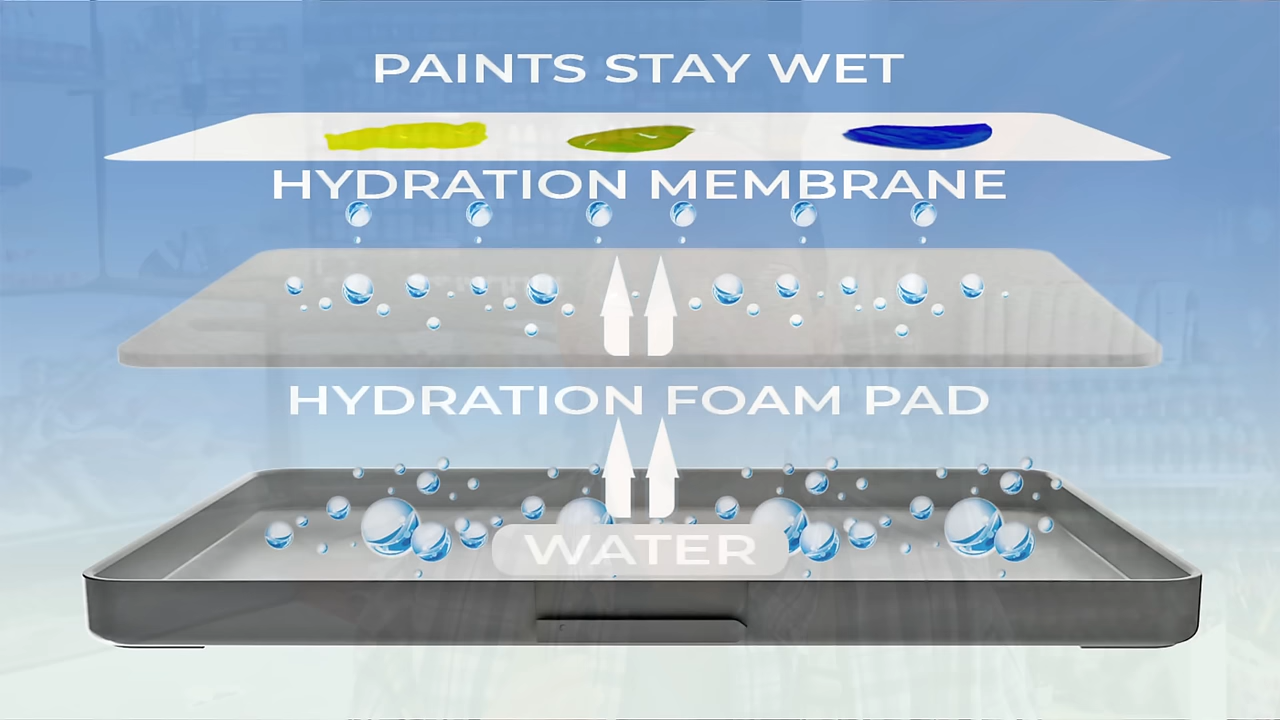 PAINTS STAY WET
HYDRATION MEMBRANE
HYDRATION FOAM PAD
WATER